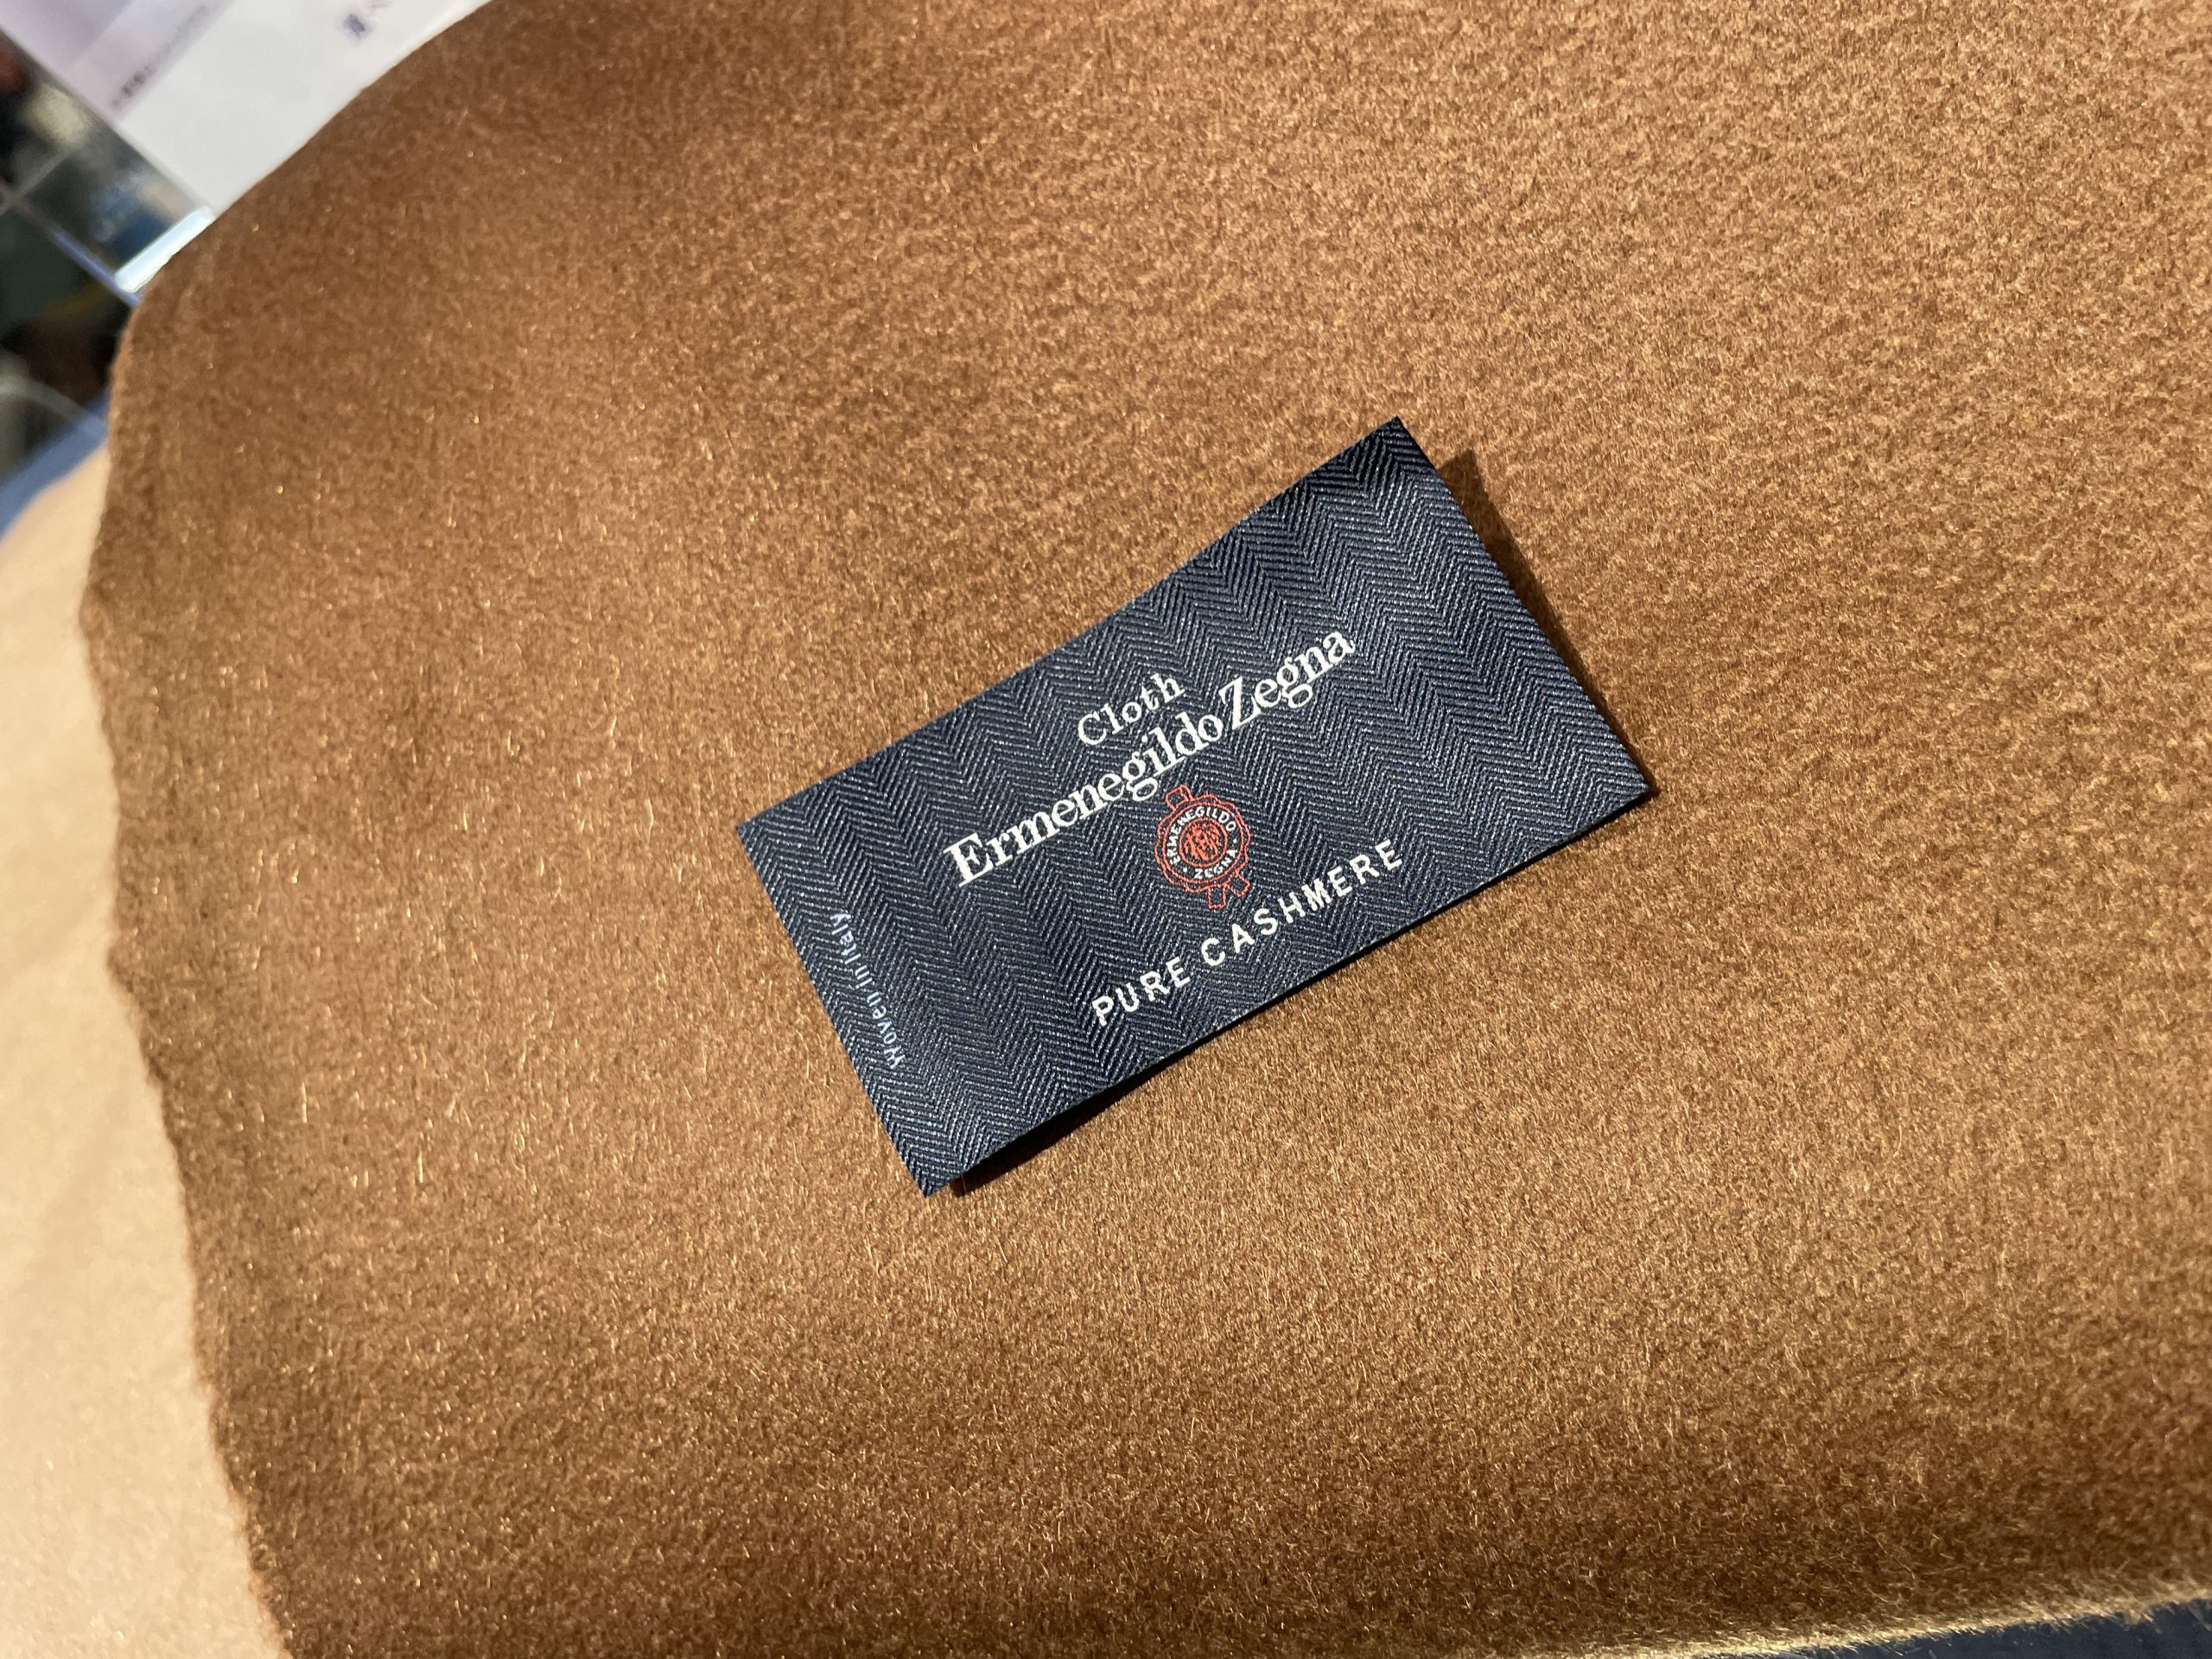 Cloth
Ermenegildo Zegna
ERMENEGILDO
ZEGNA
PURE CASHMERE
Woven in Italy